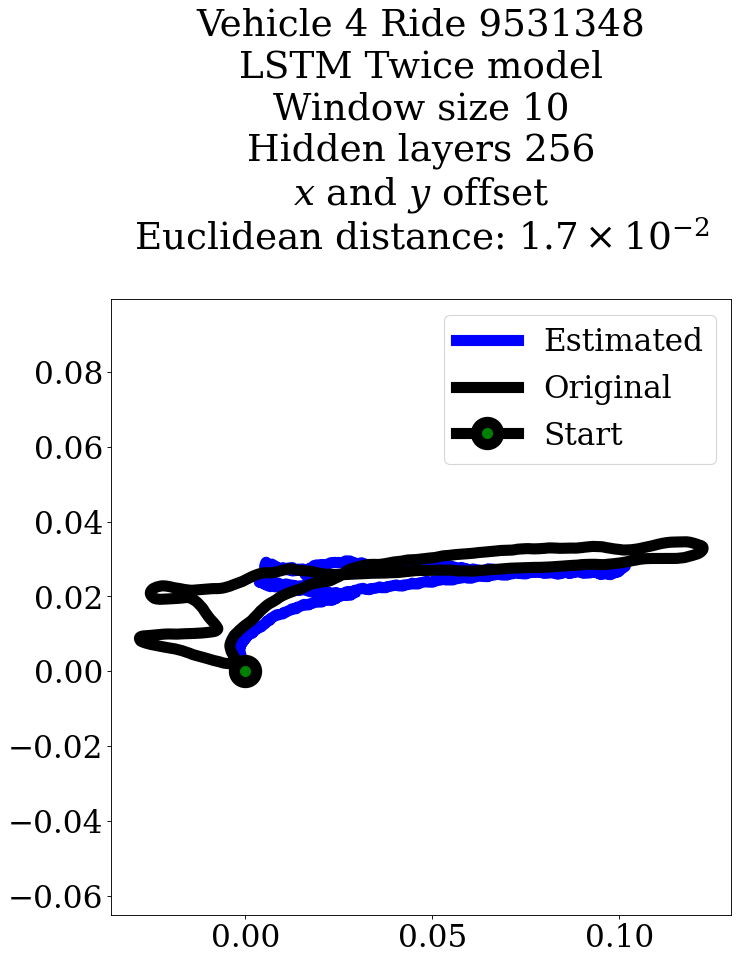 Vehicle 4 Ride 9531348
LSTM Twice model
Window size 10
Hidden layers 256
x and y offset
Euclidean distance: 1.7 × 10⁻²
Estimated
Original
Start
0.08
0.06
0.04
0.02
0.00
−0.02
−0.04
−0.06
0.00 0.05 0.10